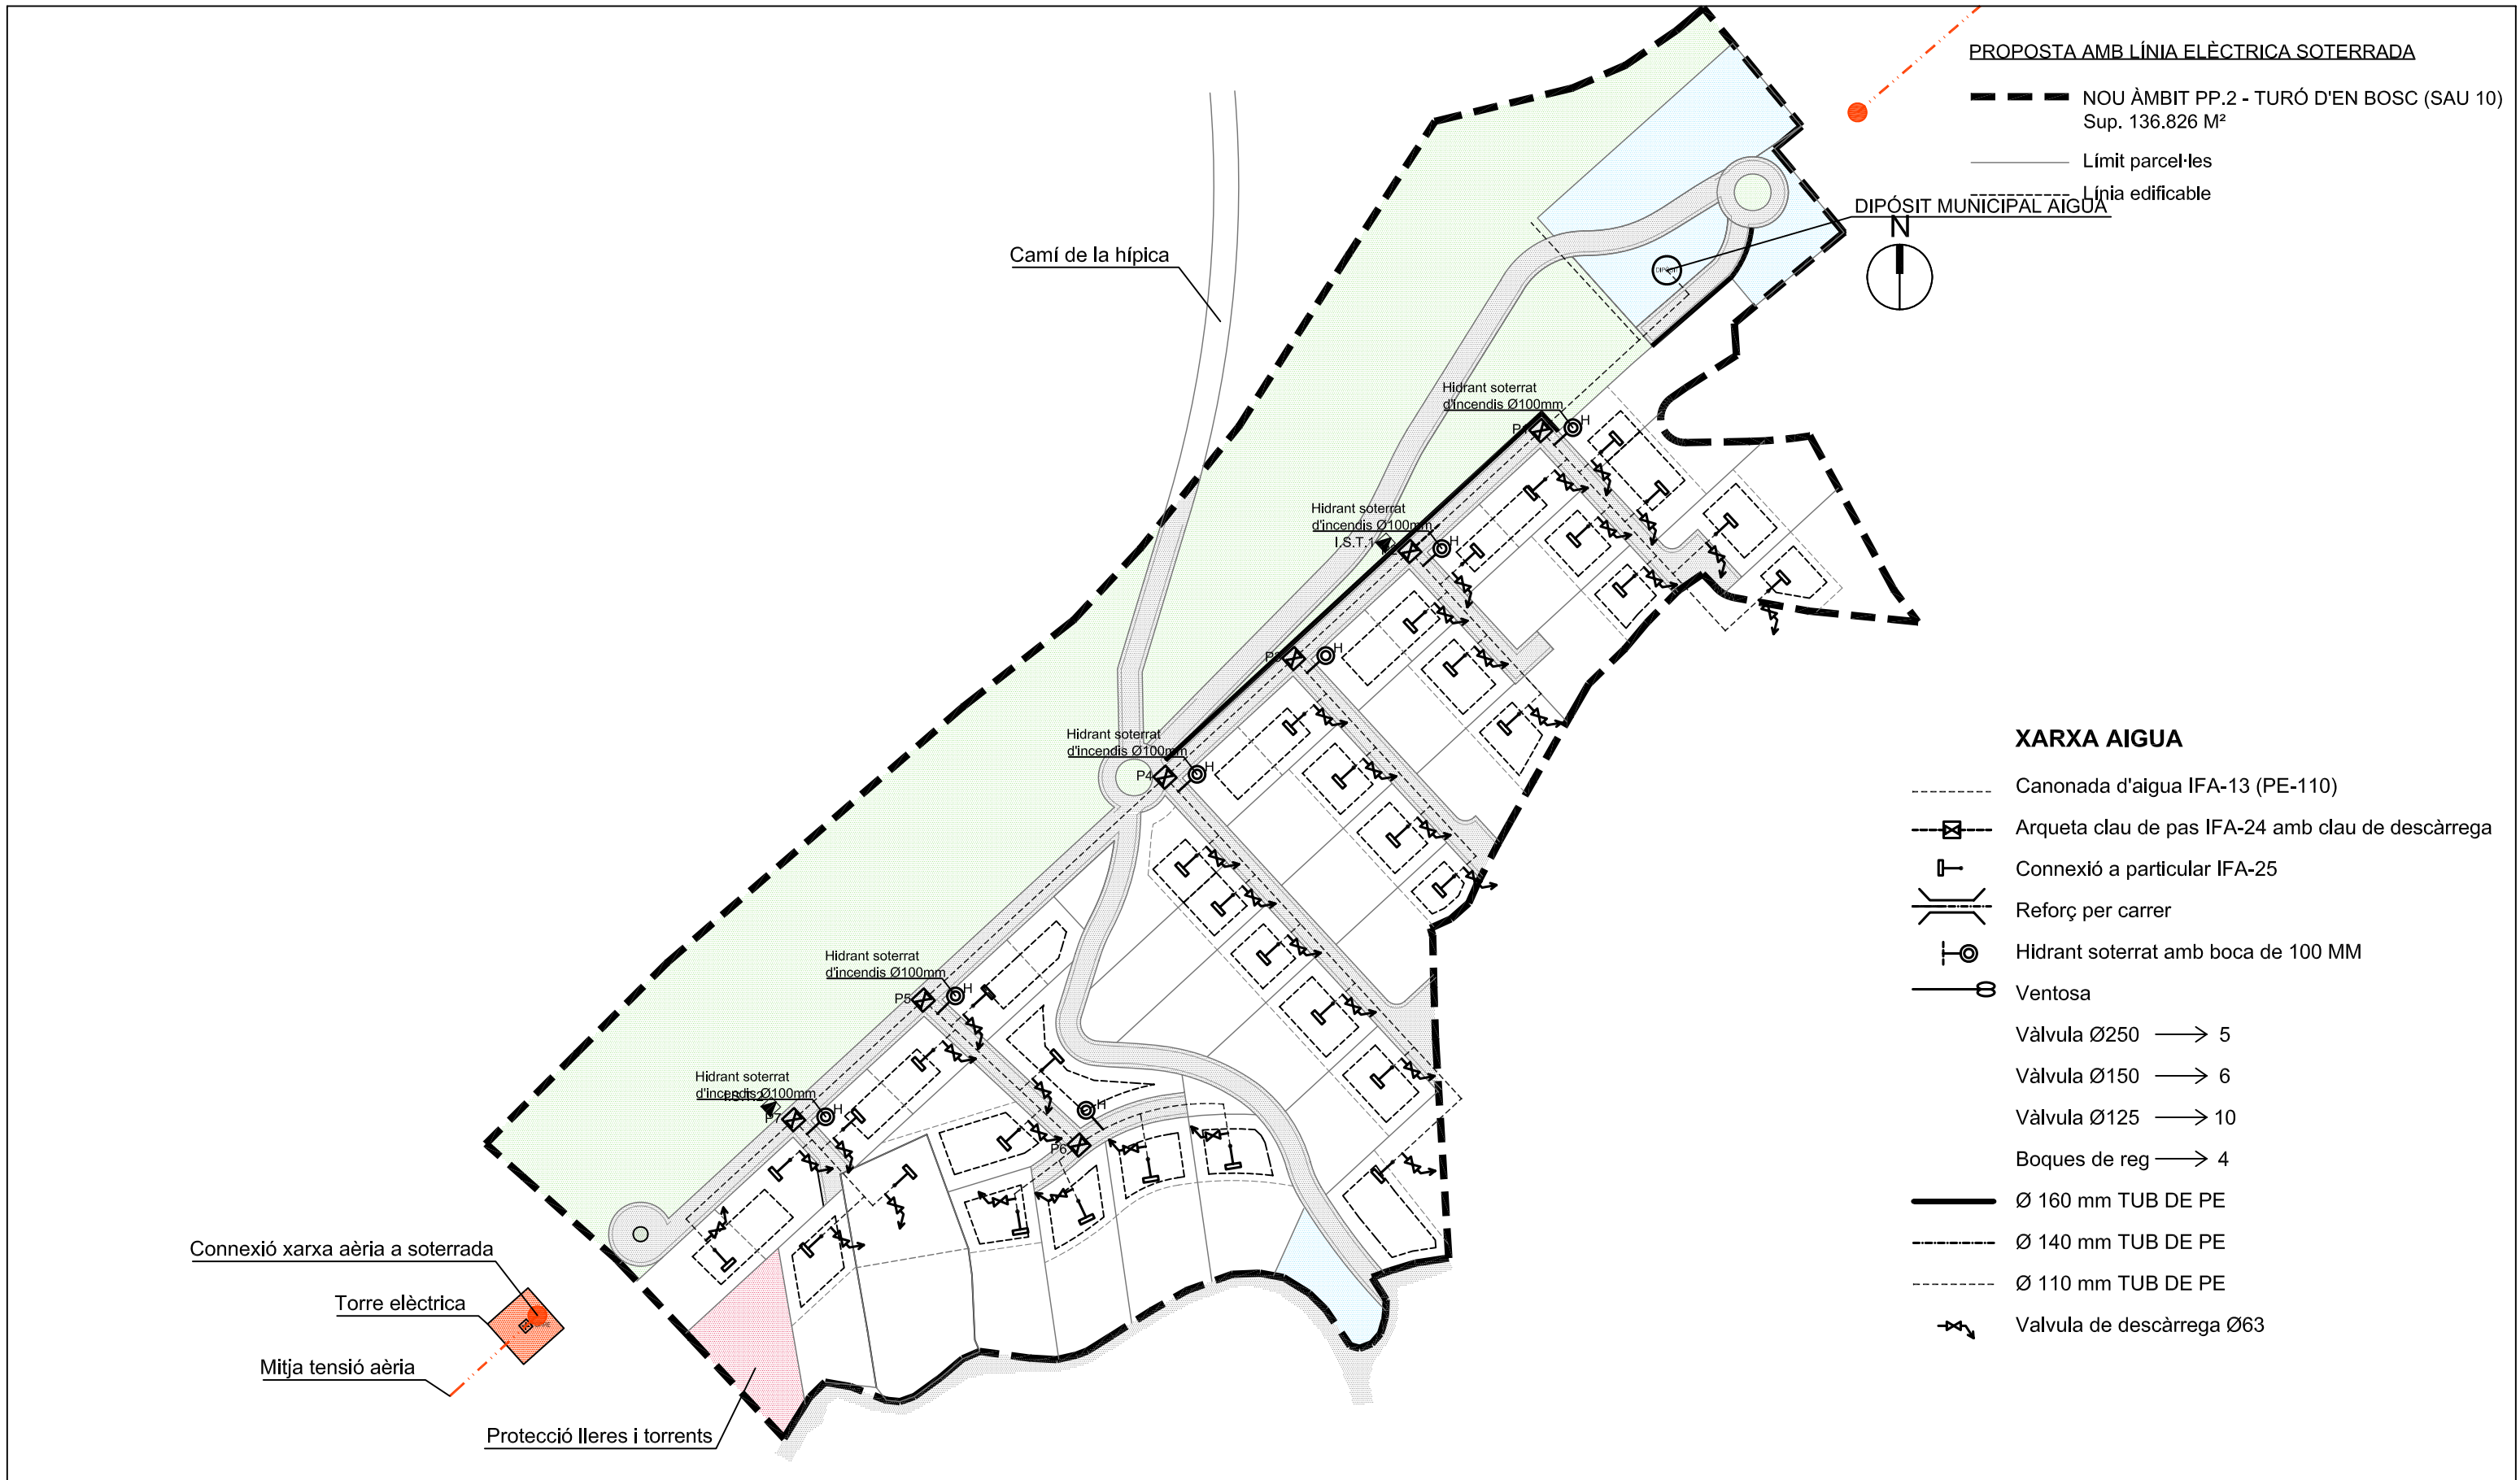 PROPOSTA AMB LÍNIA ELÈCTRICA SOTERRADA
NOU ÀMBIT PP.2 - TURÓ D'EN BOSC (SAU 10)
Sup. 136.826 M²
Límit parcel·les
Línia edificable
DIPÓSIT MUNICIPAL AIGUA
N
Camí de la hípica
Hidrant soterrat
d'incendis Ø100mm
H
Hidrant soterrat
d'incendis Ø100mm
I.S.T.1
H
P3
H
Hidrant soterrat
d'incendis Ø100mm
P4
H
Hidrant soterrat
d'incendis Ø100mm
P5
H
Hidrant soterrat
d'incendis Ø100mm
I.S.T.2
P7
H
P6
H
Connexió xarxa aèria a soterrada
Torre elèctrica
Mitja tensió aèria
Protecció lleres i torrents
XARXA AIGUA
Canonada d'aigua IFA-13 (PE-110)
Arqueta clau de pas IFA-24 amb clau de descàrrega
Connexió a particular IFA-25
Reforç per carrer
Hidrant soterrat amb boca de 100 MM
Ventosa
Vàlvula Ø250 → 5
Vàlvula Ø150 → 6
Vàlvula Ø125 → 10
Boques de reg → 4
Ø 160 mm TUB DE PE
Ø 140 mm TUB DE PE
Ø 110 mm TUB DE PE
Valvula de descàrrega Ø63